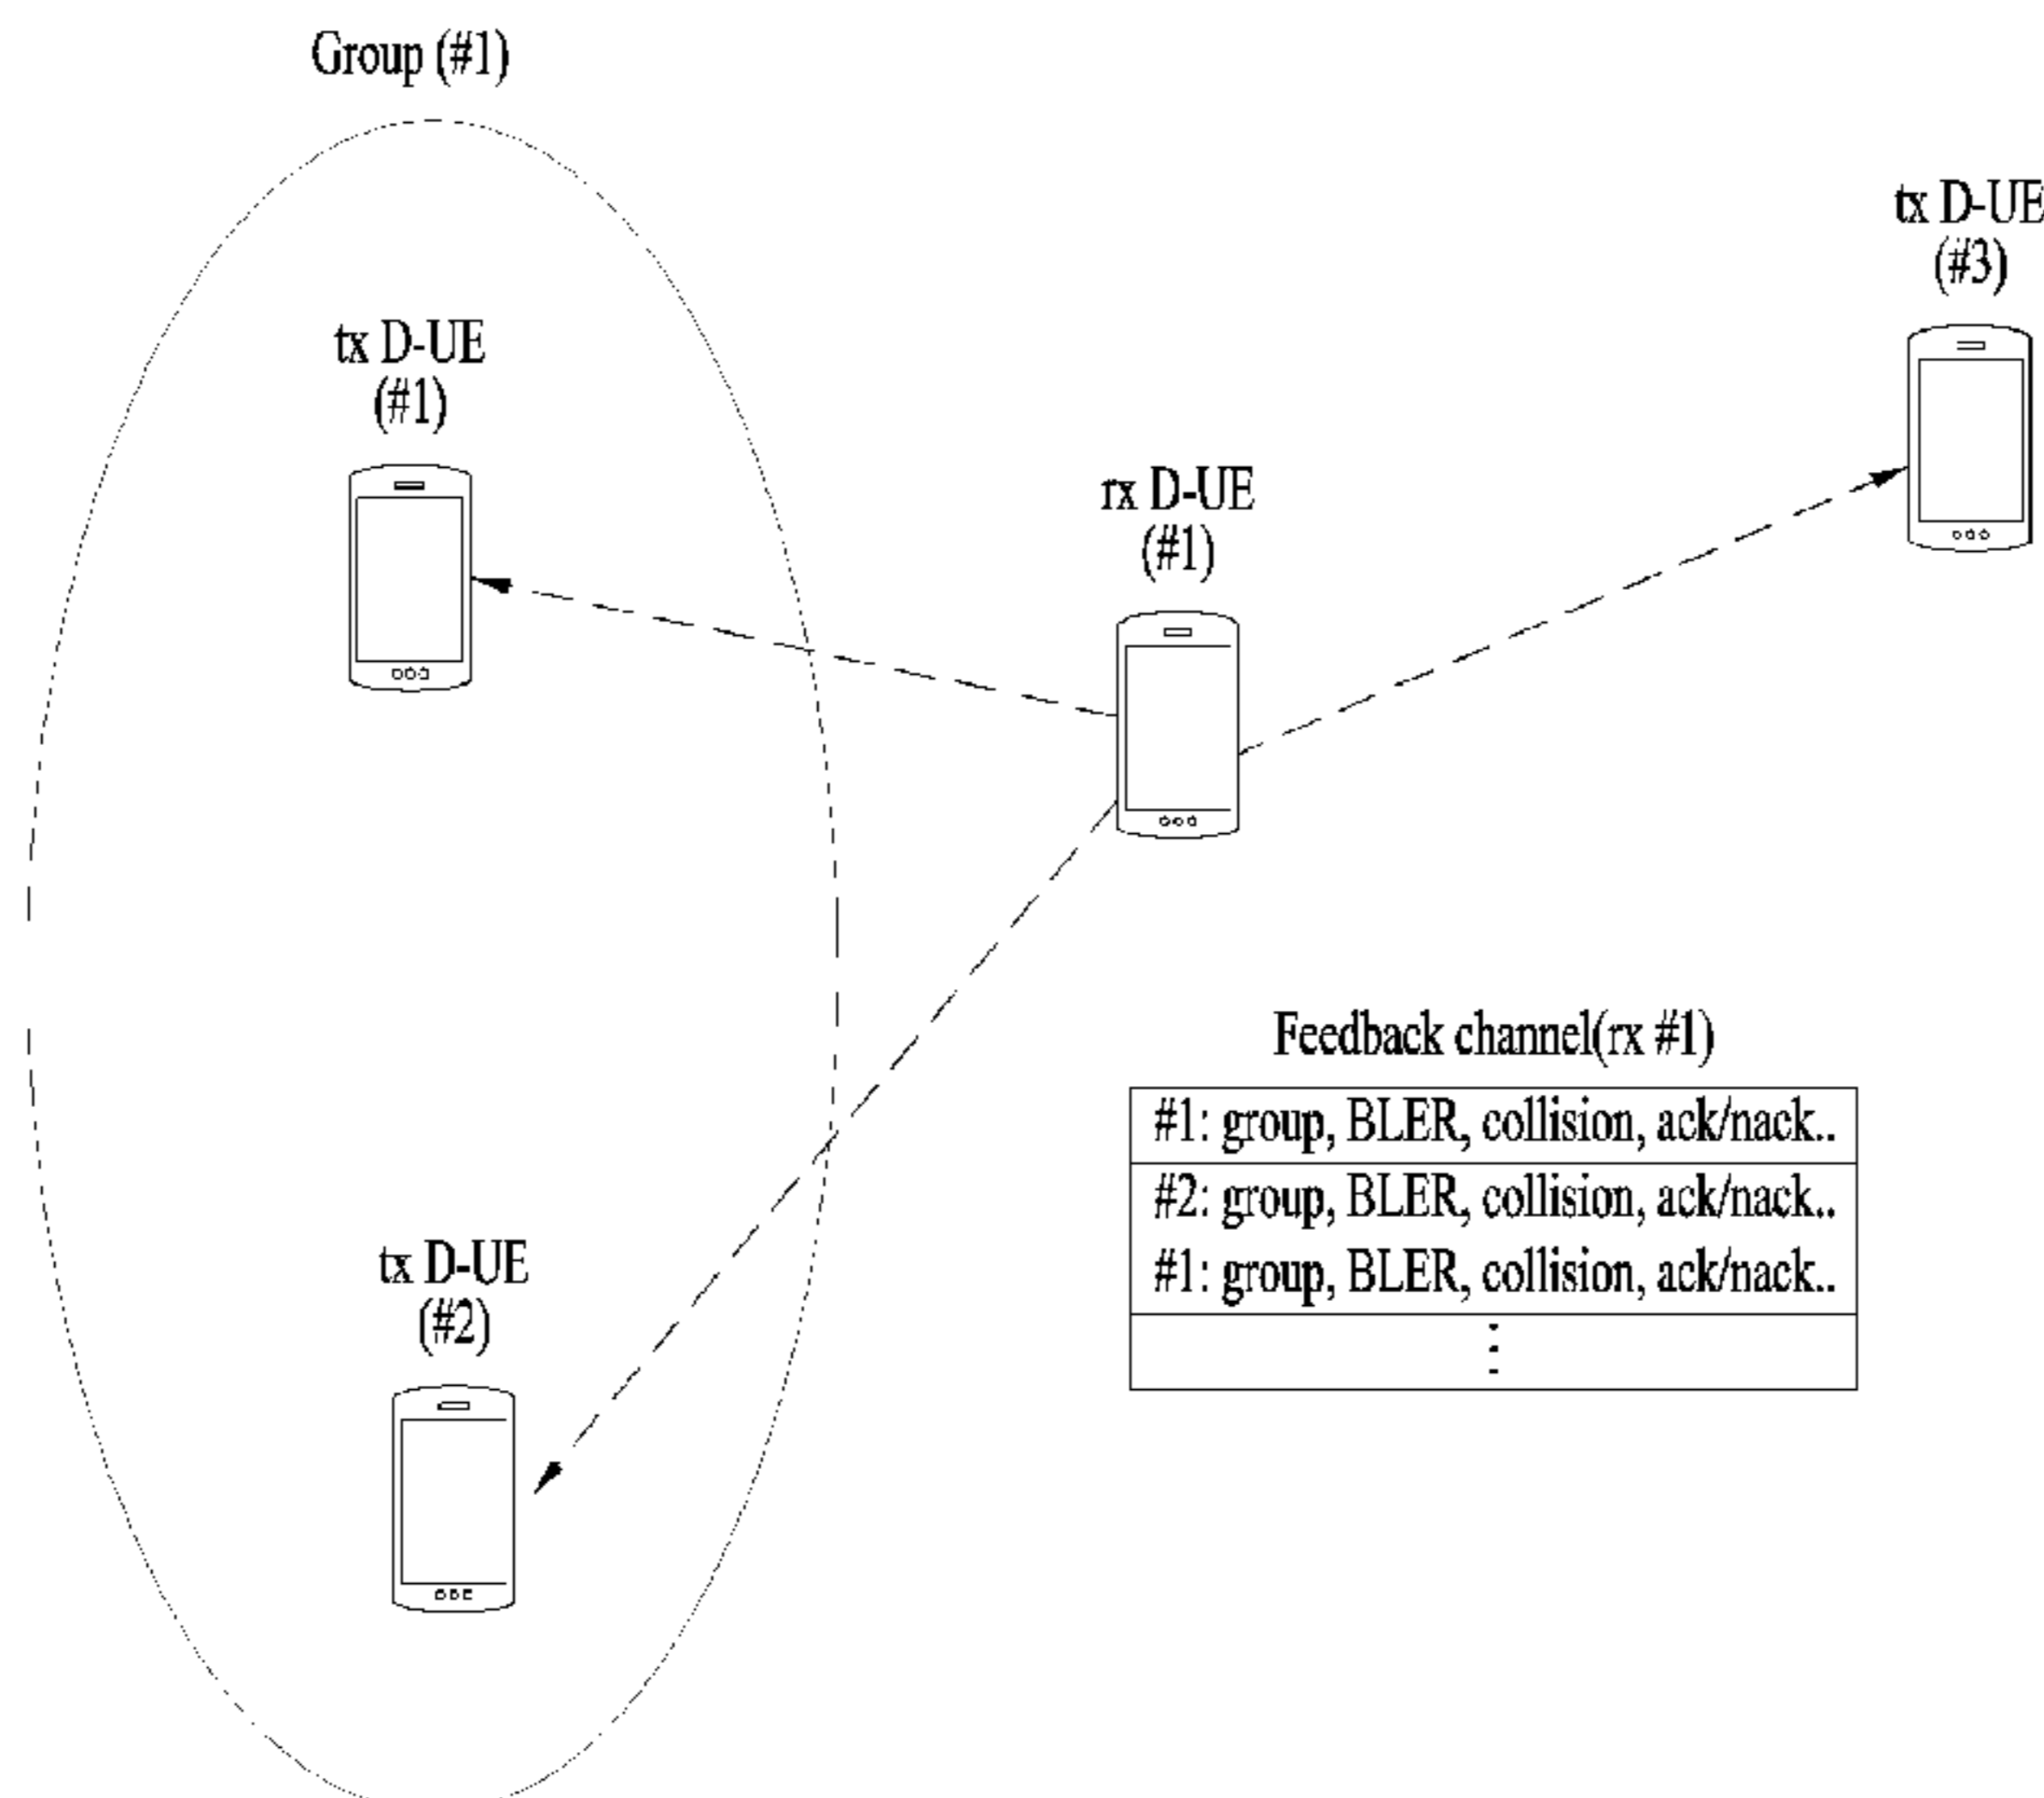 Group (#1)
tx D-UE
(#1)
rx D-UE
(#1)
tx D-UE
(#3)
tx D-UE
(#2)
Feedback channel(rx #1)
#1: group, BLER, collision, ack/nack..
#2: group, BLER, collision, ack/nack..
#1: group, BLER, collision, ack/nack..